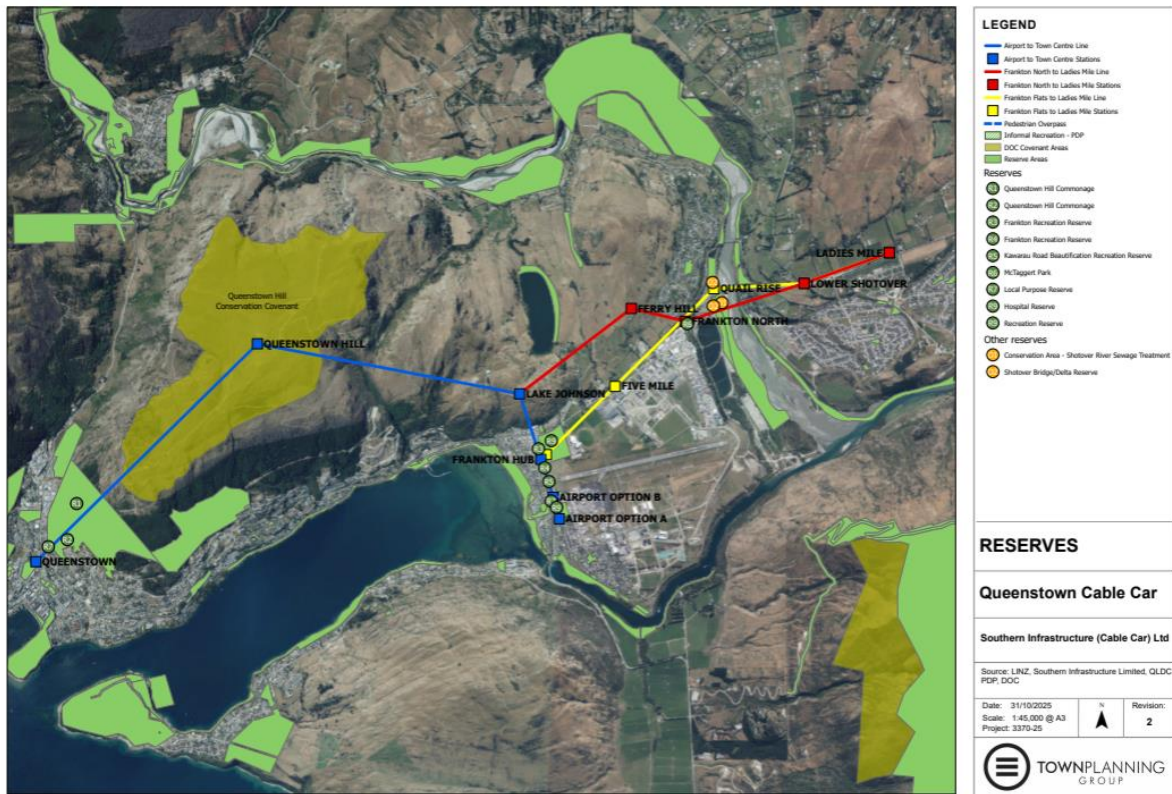 LADIES MILE
LOWER SHOTOVER
QUAIL RISE
FERRY HILL
FRANKTON NORTH
Queenstown Hill
Conservation Covenant
QUEENSTOWN HILL
FIVE MILE
LAKE JOHNSON
FRANKTON HUB
AIRPORT OPTION B
AIRPORT OPTION A
QUEENSTOWN
LEGEND
Airport to Town Centre Line
Airport to Town Centre Stations
Frankton North to Ladies Mile Line
Frankton North to Ladies Mile Stations
Frankton Flats to Ladies Mile Line
Frankton Flats to Ladies Mile Stations
Pedestrian Overpass
Informal Recreation - PDP
DOC Covenant Areas
Reserve Areas
Reserves
Queenstown Hill Commonage
Queenstown Hill Commonage
Frankton Recreation Reserve
Frankton Recreation Reserve
Kawarau Road Beautification Recreation Reserve
McTaggert Park
Local Purpose Reserve
Hospital Reserve
Recreation Reserve
Other reserves
Conservation Area - Shotover River Sewage Treatment
Shotover Bridge/Delta Reserve
RESERVES
Queenstown Cable Car
Southern Infrastructure (Cable Car) Ltd
Source: LINZ, Southern Infrastructure Limited, QLDC
PDP, DOC
Date: 31/10/2025
Scale: 1:45,000 @ A3
Project: 3370-25
N
Revision:
2
TOWNPLANNING
GROUP